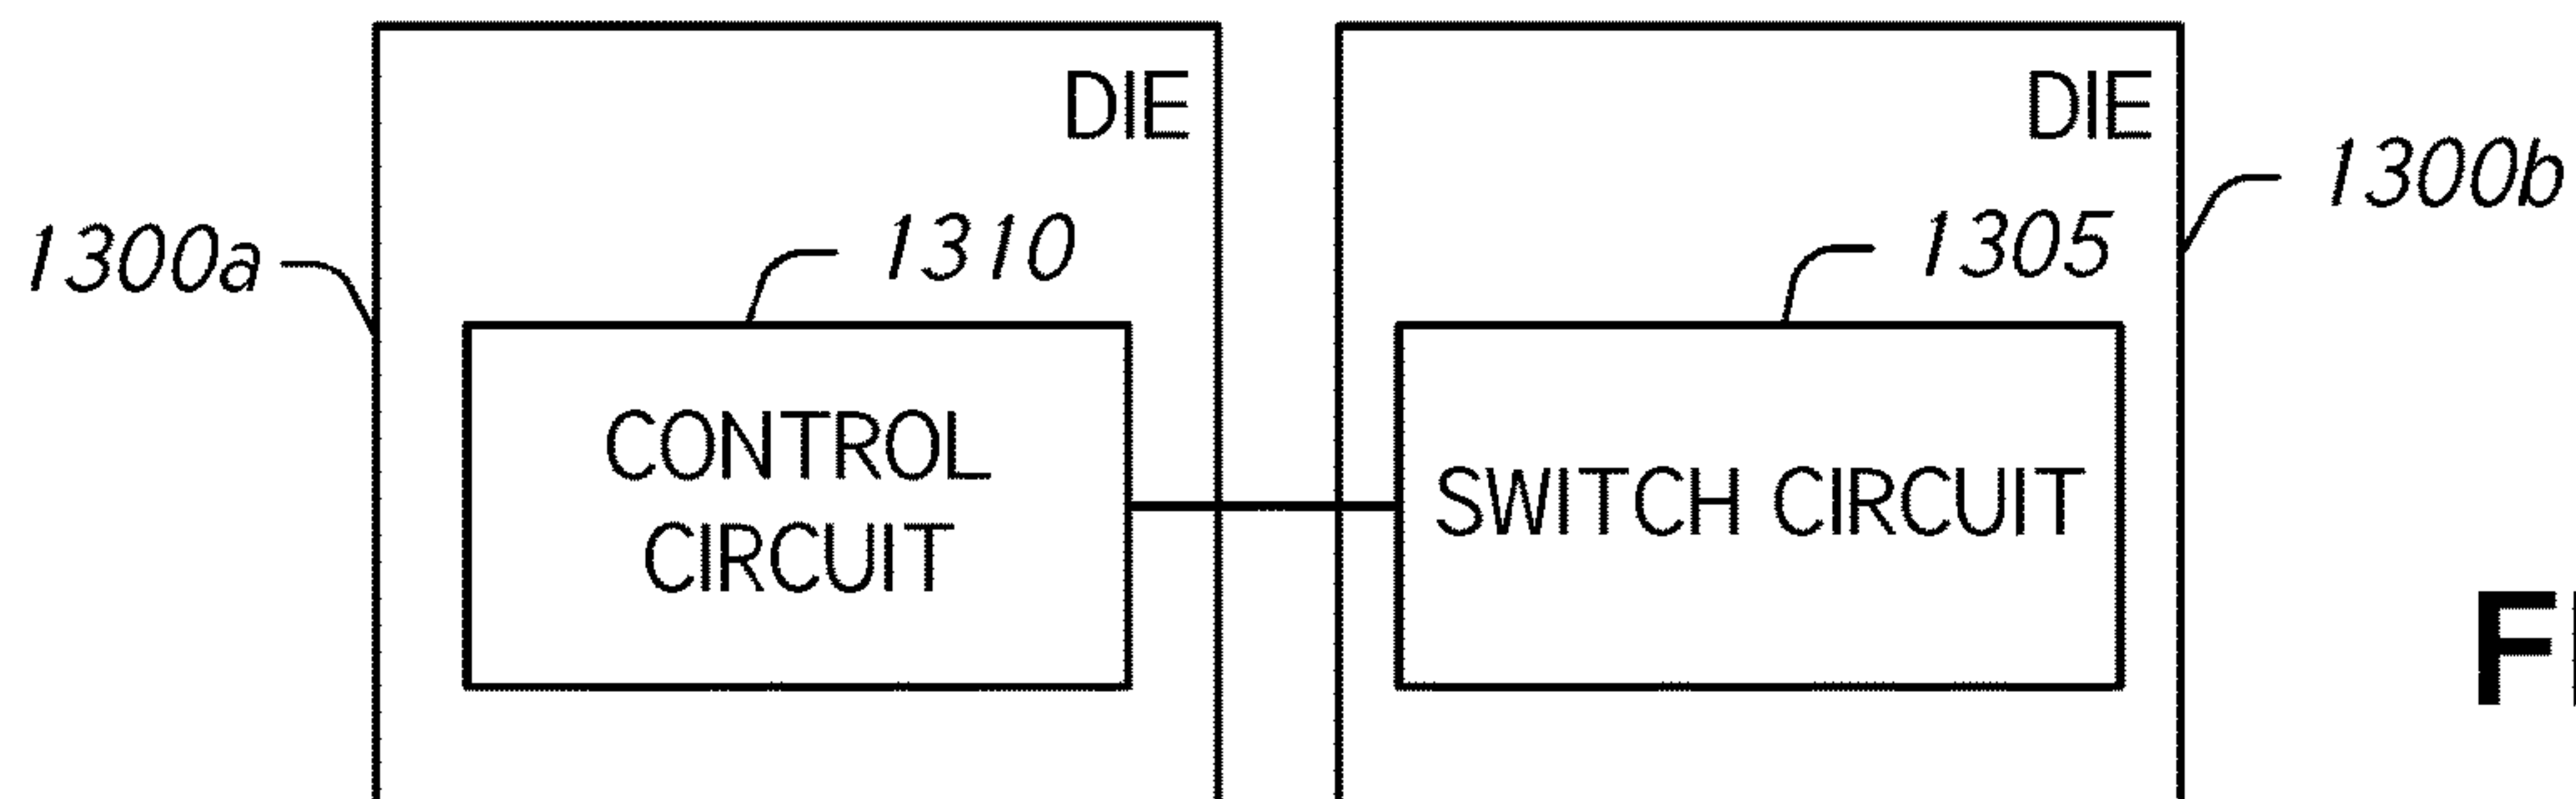 DIE
DIE
1300a
1310
1305
1300b
CONTROL
CIRCUIT
SWITCH CIRCUIT